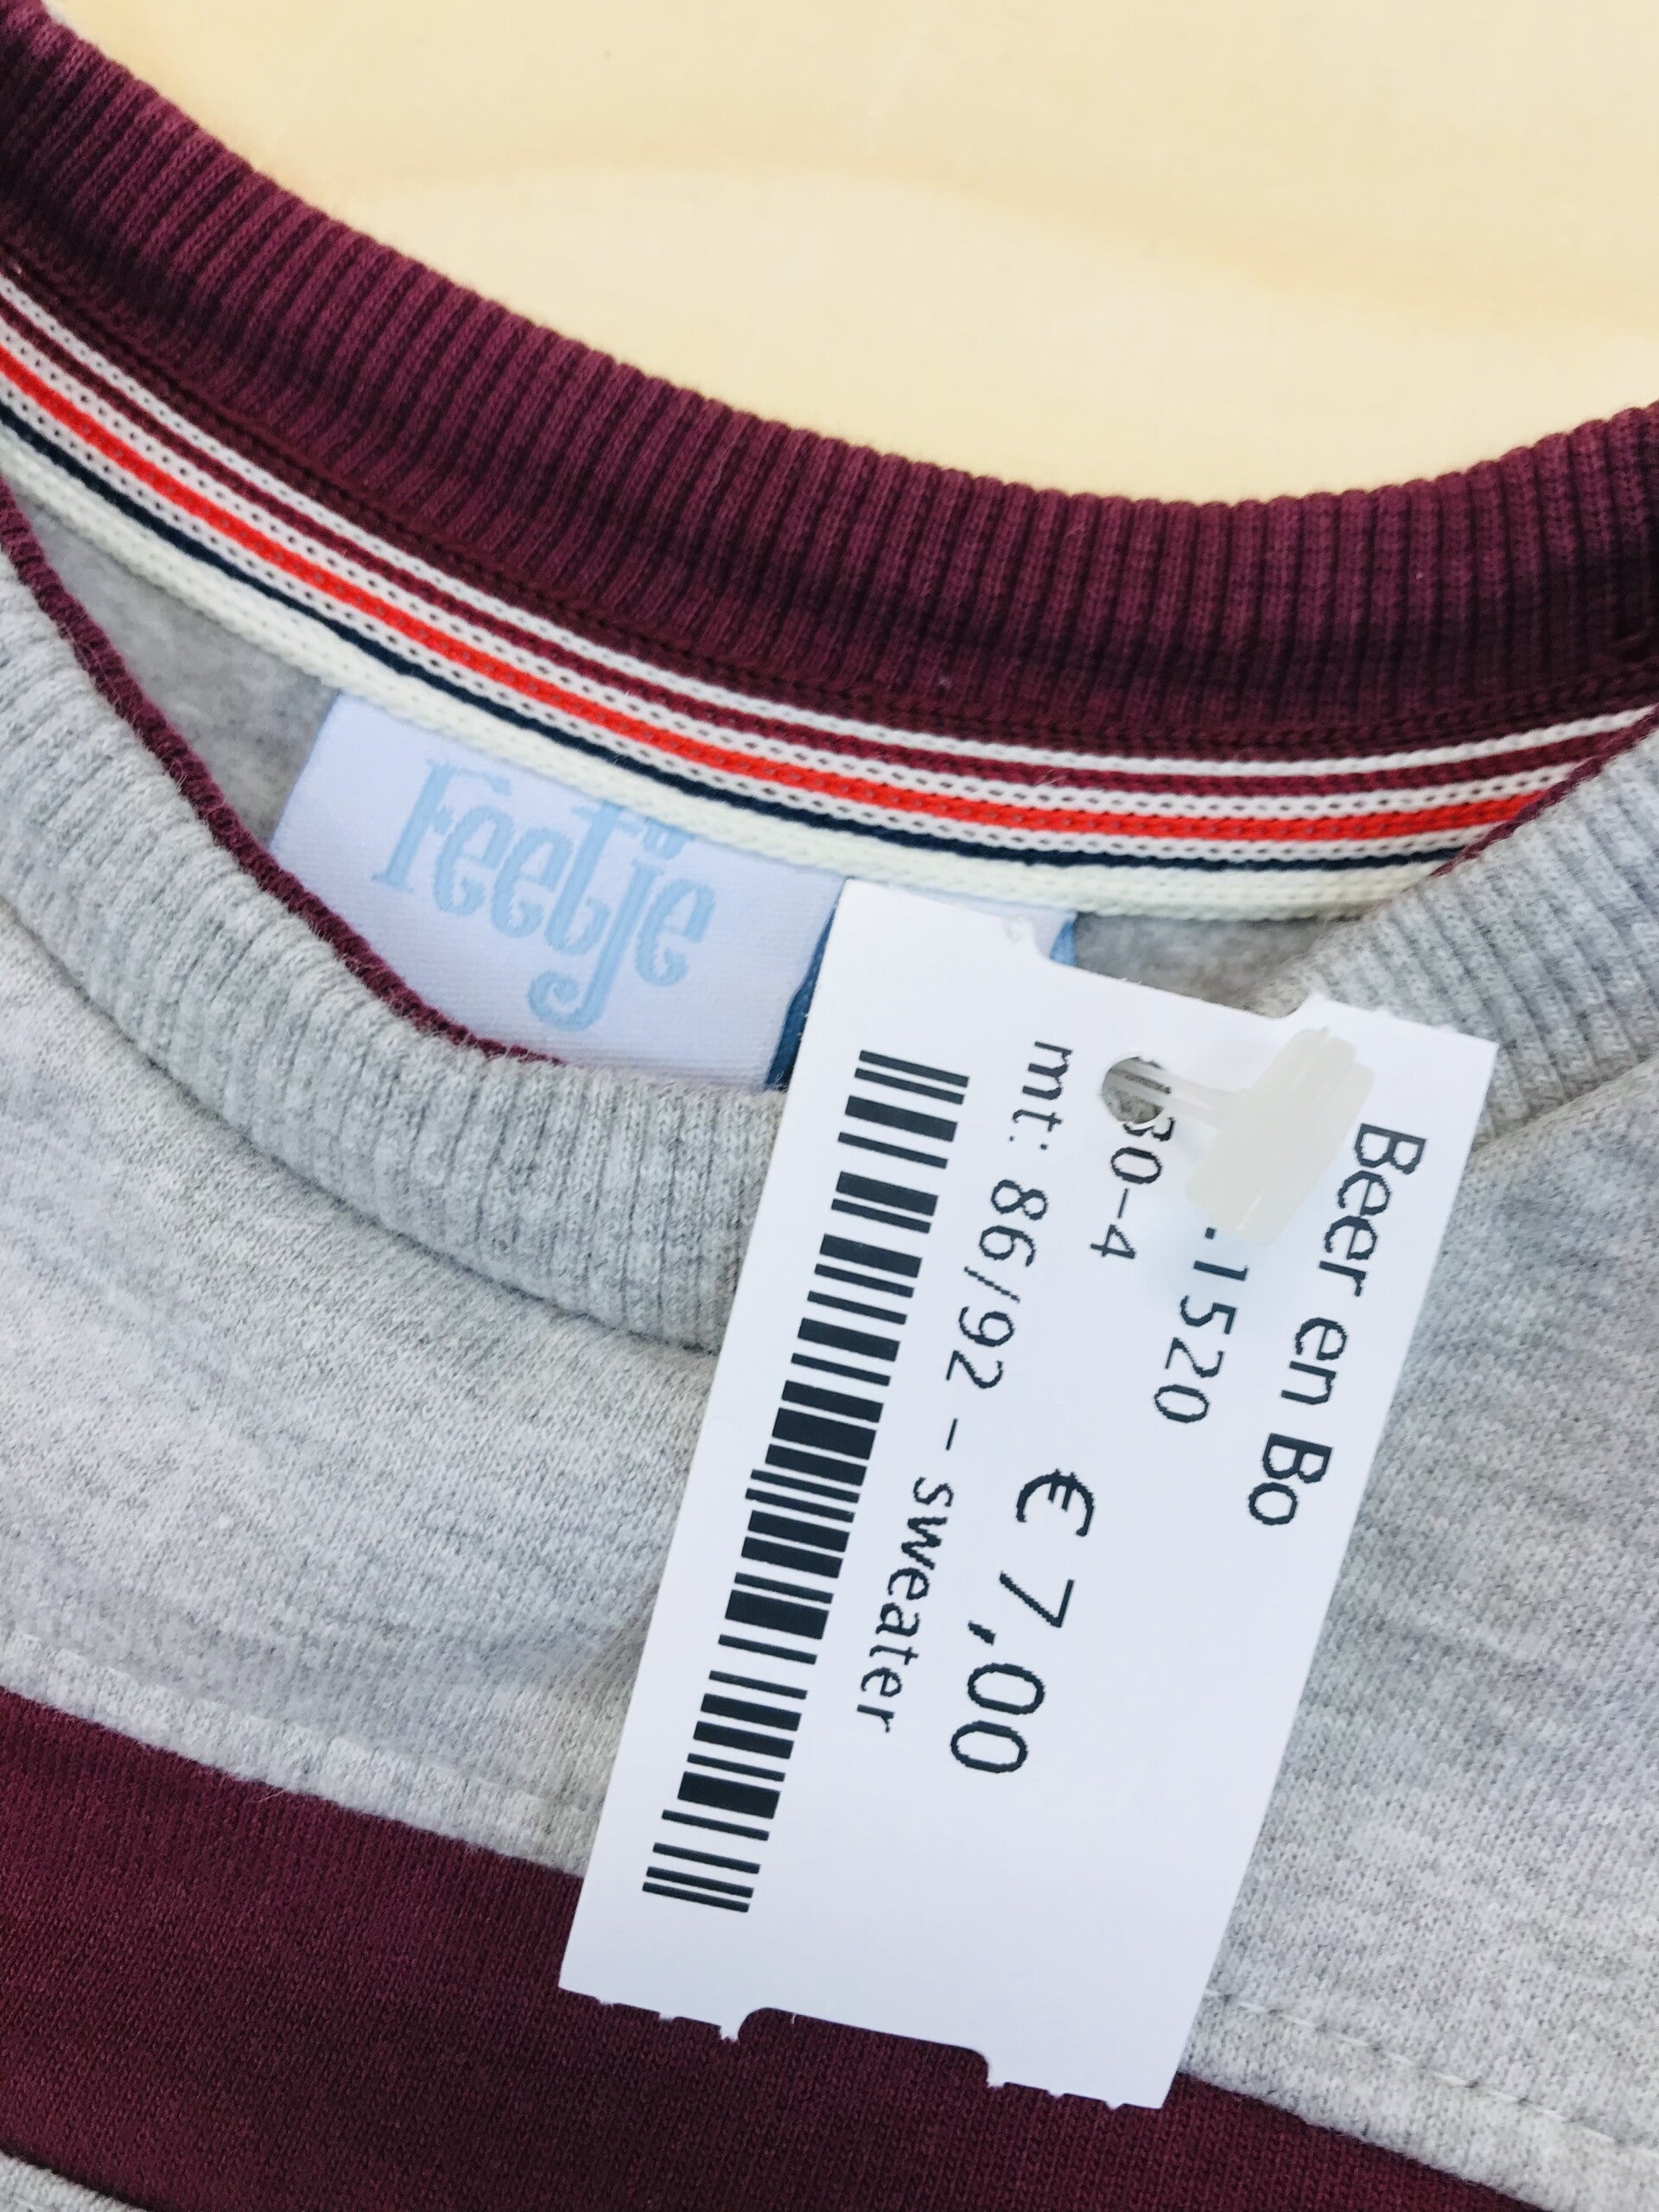 Feetje
Beer en Bo
.1520
30-4
€ 7,00
mt: 86/92 - sweater